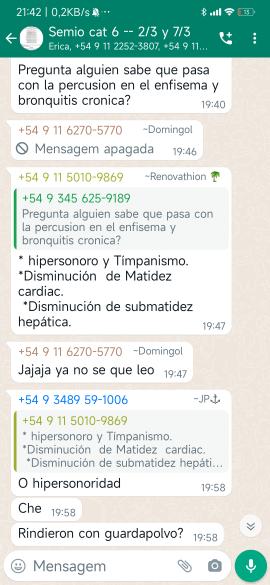 21:42 | 0,2KB/s
13
Semio cat 6 -- 2/3 y 7/3
Erica, +54 9 11 2252-3807, +54 9 11...
Pregunta alguien sabe que pasa
con la percusion en el enfisema y
bronquitis cronica?
19:40
+54 9 11 6270-5770 ~Domingol
Mensagem apagada 19:46
+54 9 11 5010-9869 ~Renovathion 🌴
+54 9 345 625-9189
Pregunta alguien sabe que pasa con
la percusion en el enfisema y
bronquitis cronica?
* hipersonoro y Tímpanismo.
*Disminución de Matidez
cardiac.
*Disminución de submatidez
hepática.
19:47
+54 9 11 6270-5770 ~Domingol
Jajaja ya no se que leo 19:47
+54 9 3489 59-1006 ~JP⚓
+54 9 11 5010-9869
* hipersonoro y Tímpanismo.
*Disminución de Matidez cardiac.
*Disminución de submatidez hepáti...
O hipersonoridad 19:58
Che 19:58
Rindieron con guardapolvo? 19:58
Mensagem